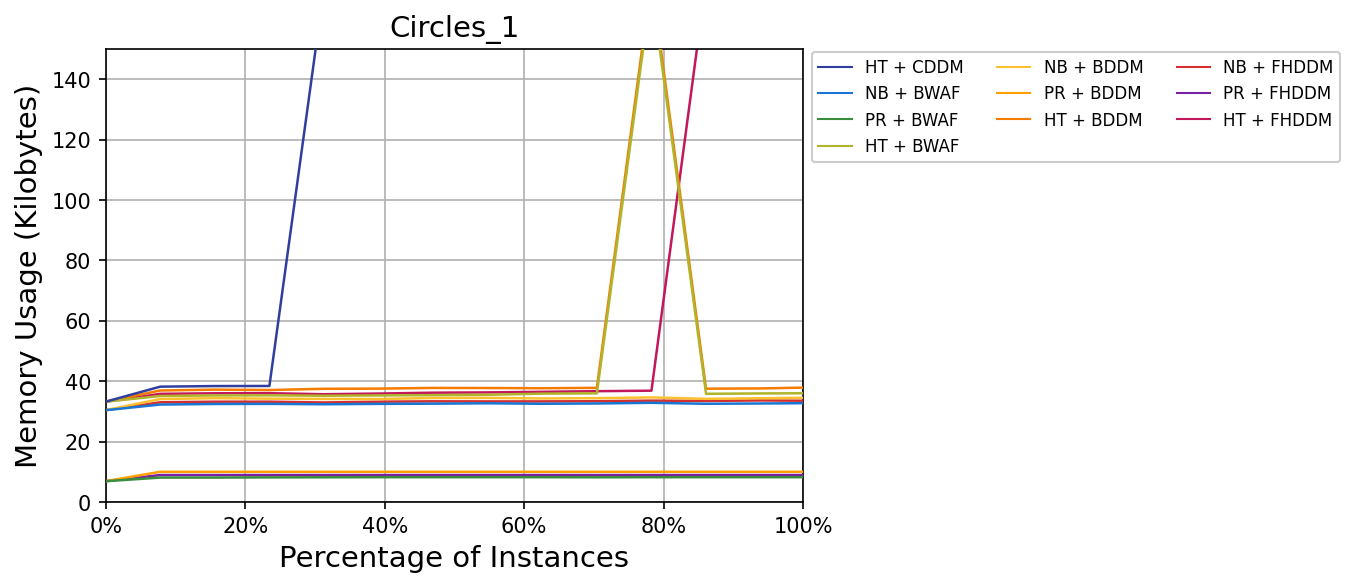 Circles_1
Memory Usage (Kilobytes)
140
120
100
80
60
40
20
0
0% 20% 40% 60% 80% 100%
Percentage of Instances
HT + CDDM
NB + BWAF
PR + BWAF
HT + BWAF
NB + BDDM
PR + BDDM
HT + BDDM
NB + FHDDM
PR + FHDDM
HT + FHDDM